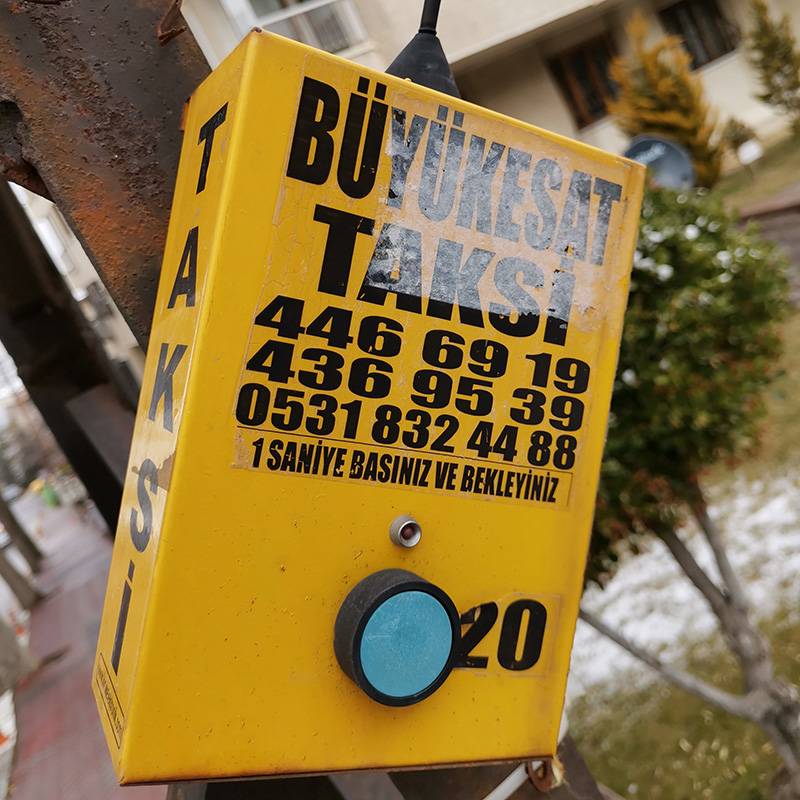 BÜYÜKESAT
TAKSİ
446 69 19
436 95 39
0531 832 44 88
1 SANİYE BASINIZ VE BEKLEYİNİZ
20
TAKSİ